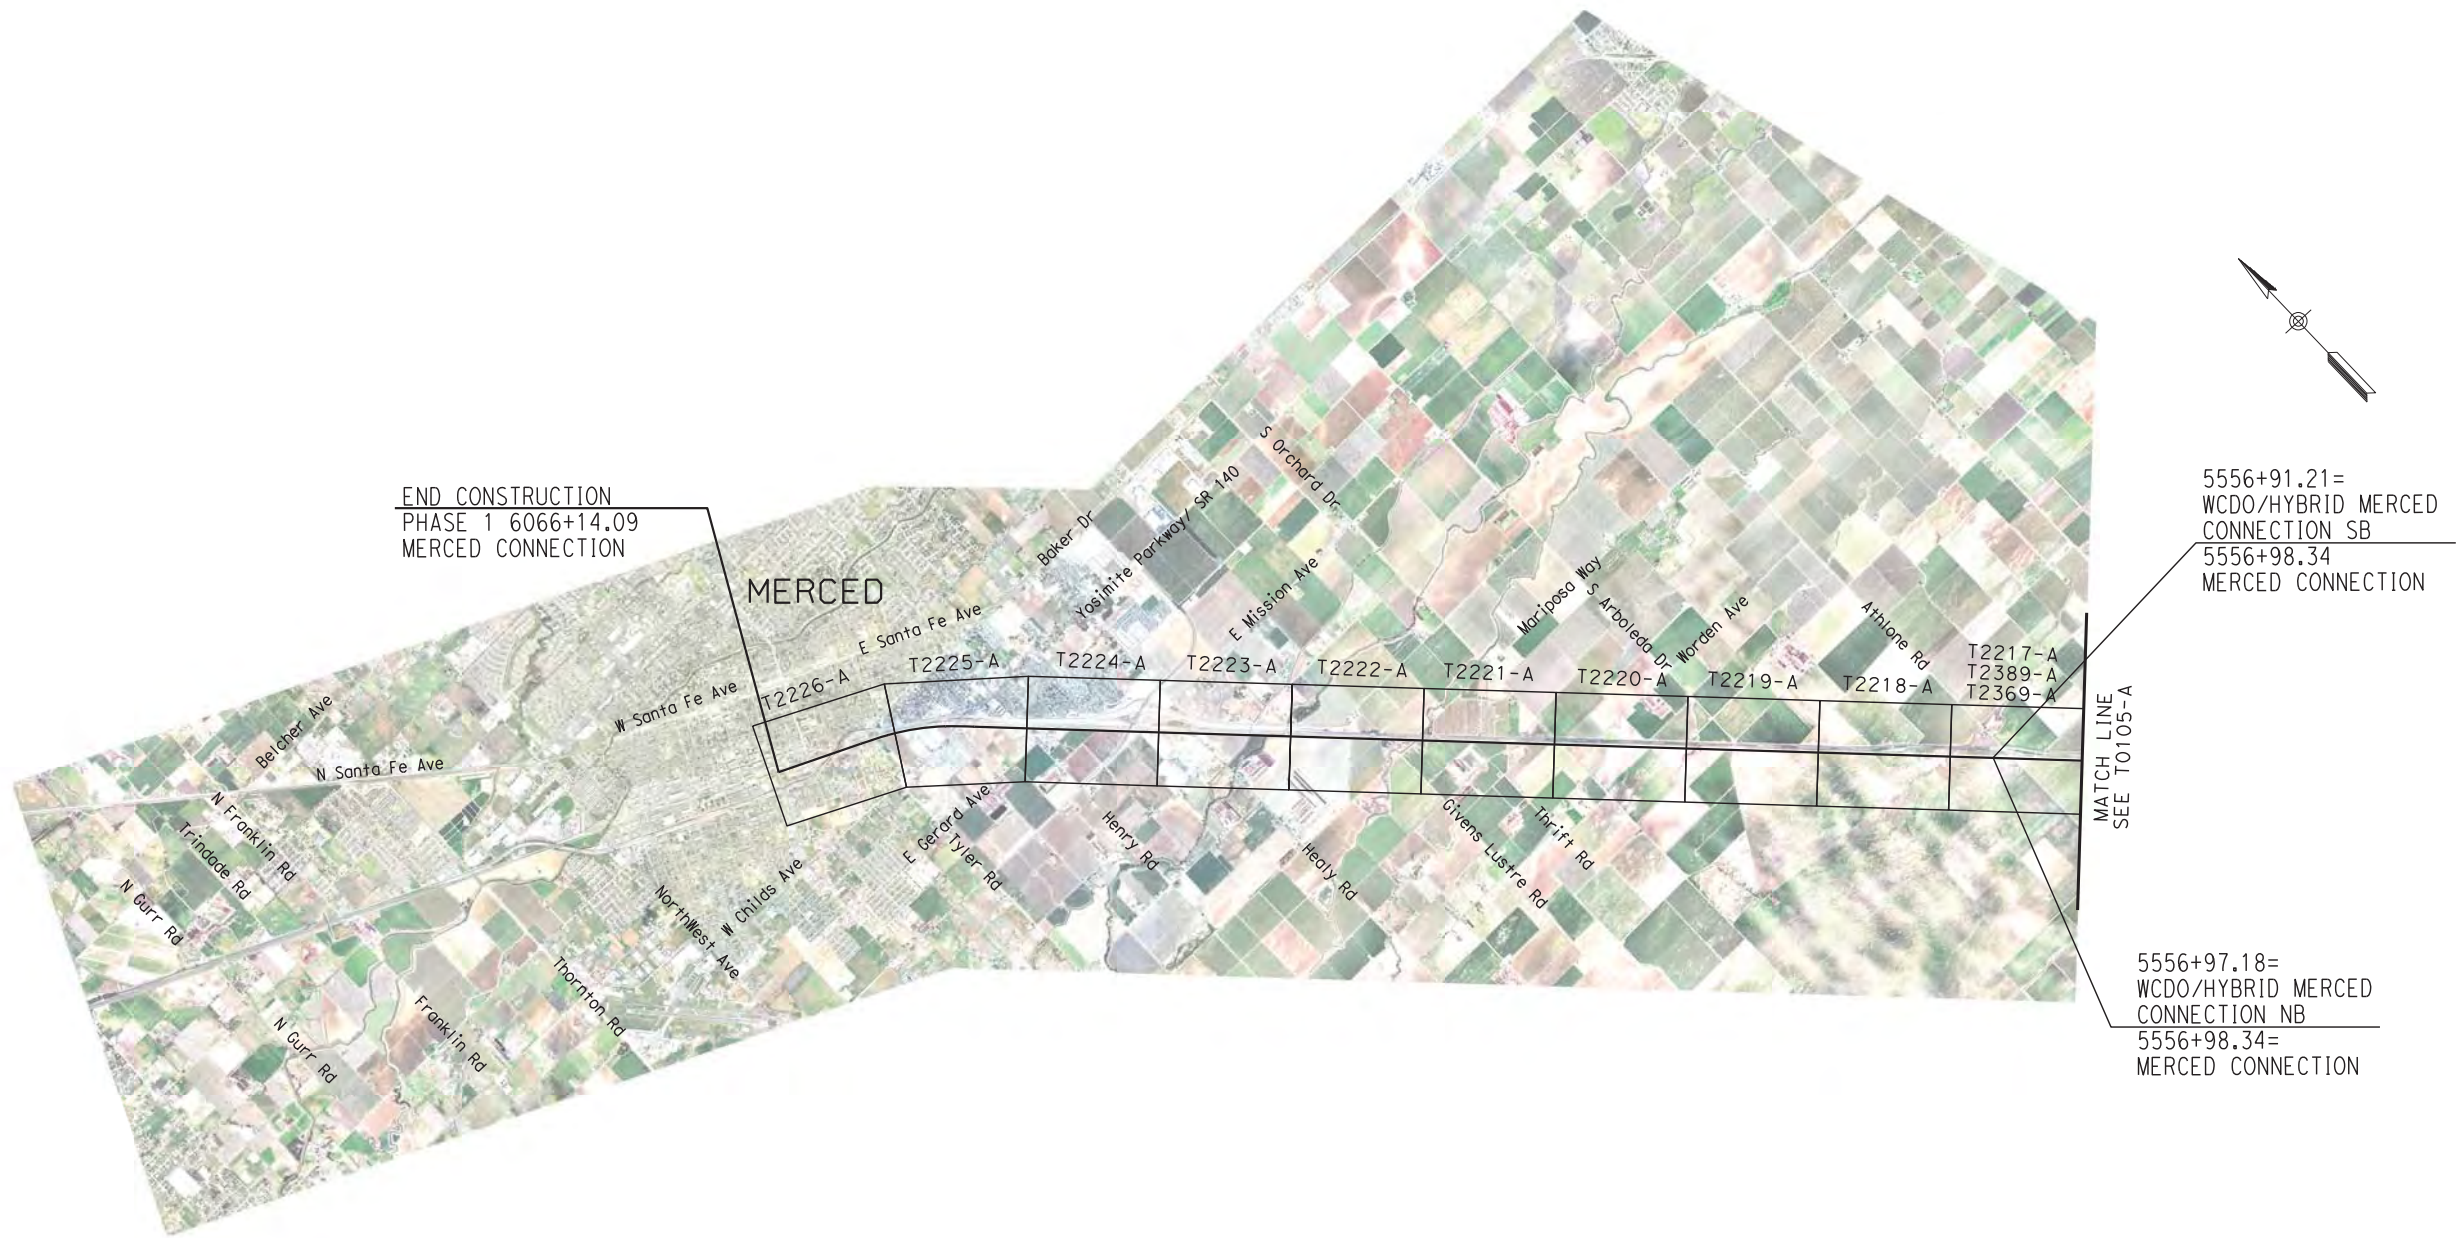 END CONSTRUCTION
PHASE 1 6066+14.09
MERCED CONNECTION
MERCED
5556+91.21=
WCDO/HYBRID MERCED
CONNECTION SB
5556+98.34
MERCED CONNECTION
S Orchard Dr
Baker Dr
Yosimite Parkway/ SR 140
E Mission Ave
Mariposa Way
S Arboleda Dr
Worden Ave
Athlone Rd
E Santa Fe Ave
W Santa Fe Ave
N Santa Fe Ave
Belcher Ave
T2226-A
T2225-A
T2224-A
T2223-A
T2222-A
T2221-A
T2220-A
T2219-A
T2218-A
T2217-A
T2389-A
T2369-A
MATCH LINE
SEE T0105-A
N Franklin Rd
Trindade Rd
N Gurr Rd
N Gurr Rd
Franklin Rd
Thornton Rd
NorthWest Ave
W Childs Ave
E Gerard Ave
Tyler Rd
Henry Rd
Healy Rd
Givens Lustre Rd
Thrift Rd
5556+97.18=
WCDO/HYBRID MERCED
CONNECTION NB
5556+98.34=
MERCED CONNECTION